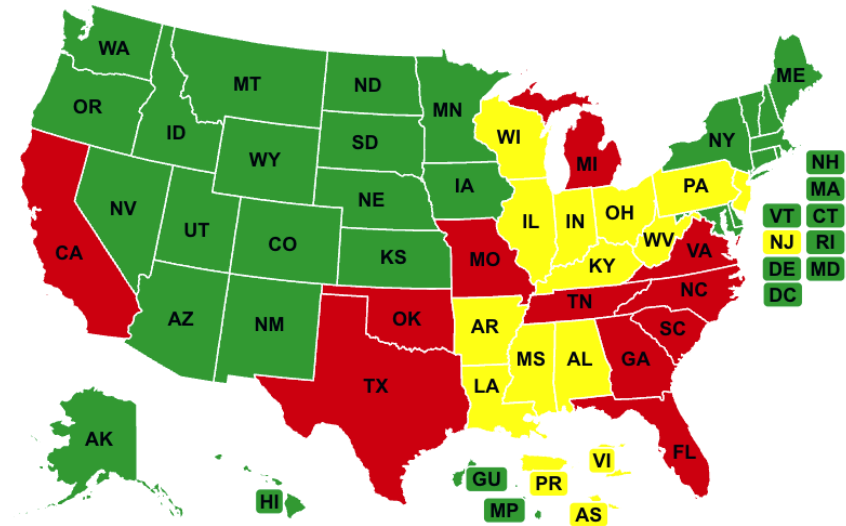 WA
MT
ND
MN
ME
OR
ID
SD
WI
MI
NY
WY
NH
IA
NE
PA
MA
NV
UT
CO
IL
IN
OH
VT
CT
WV
NJ
RI
CA
KS
MO
KY
VA
DE
MD
NC
DC
AZ
NM
OK
TN
AR
SC
TX
MS
AL
GA
LA
AK
FL
VI
GU
PR
HI
MP
AS